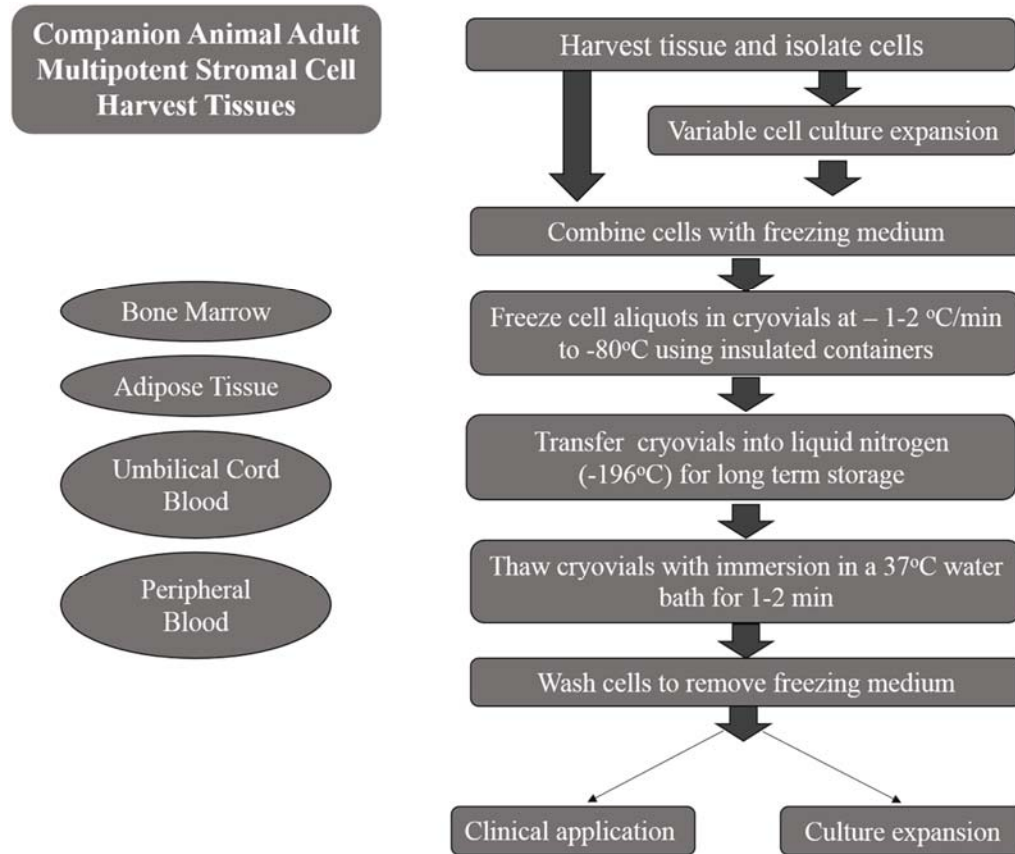 Companion Animal Adult
Multipotent Stromal Cell
Harvest Tissues
Bone Marrow
Adipose Tissue
Umbilical Cord
Blood
Peripheral
Blood
Harvest tissue and isolate cells
Variable cell culture expansion
Combine cells with freezing medium
Freeze cell aliquots in cryovials at – 1-2 °C/min
to -80°C using insulated containers
Transfer cryovials into liquid nitrogen
(-196°C) for long term storage
Thaw cryovials with immersion in a 37°C water
bath for 1-2 min
Wash cells to remove freezing medium
Clinical application
Culture expansion